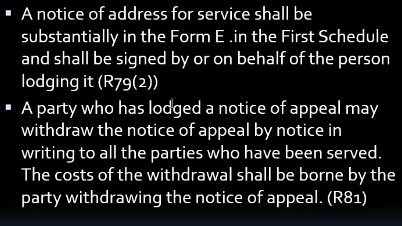 ▪ A notice of address for service shall be
substantially in the Form E .in the First Schedule
and shall be signed by or on behalf of the person
lodging it (R79(2))
▪ A party who has lodged a notice of appeal may
withdraw the notice of appeal by notice in
writing to all the parties who have been served.
The costs of the withdrawal shall be borne by the
party withdrawing the notice of appeal. (R81)